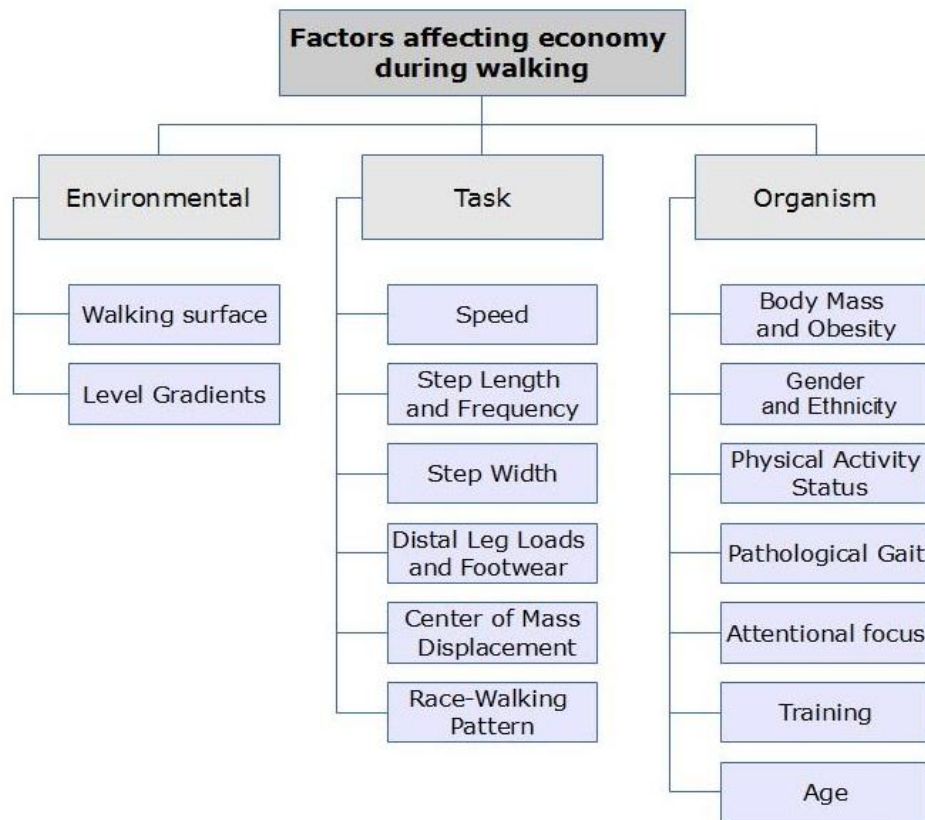 Factors affecting economy
during walking
Environmental
Walking surface
Level Gradients
Task
Speed
Step Length
and Frequency
Step Width
Distal Leg Loads
and Footwear
Center of Mass
Displacement
Race-Walking
Pattern
Organism
Body Mass
and Obesity
Gender
and Ethnicity
Physical Activity
Status
Pathological Gait
Attentional focus
Training
Age